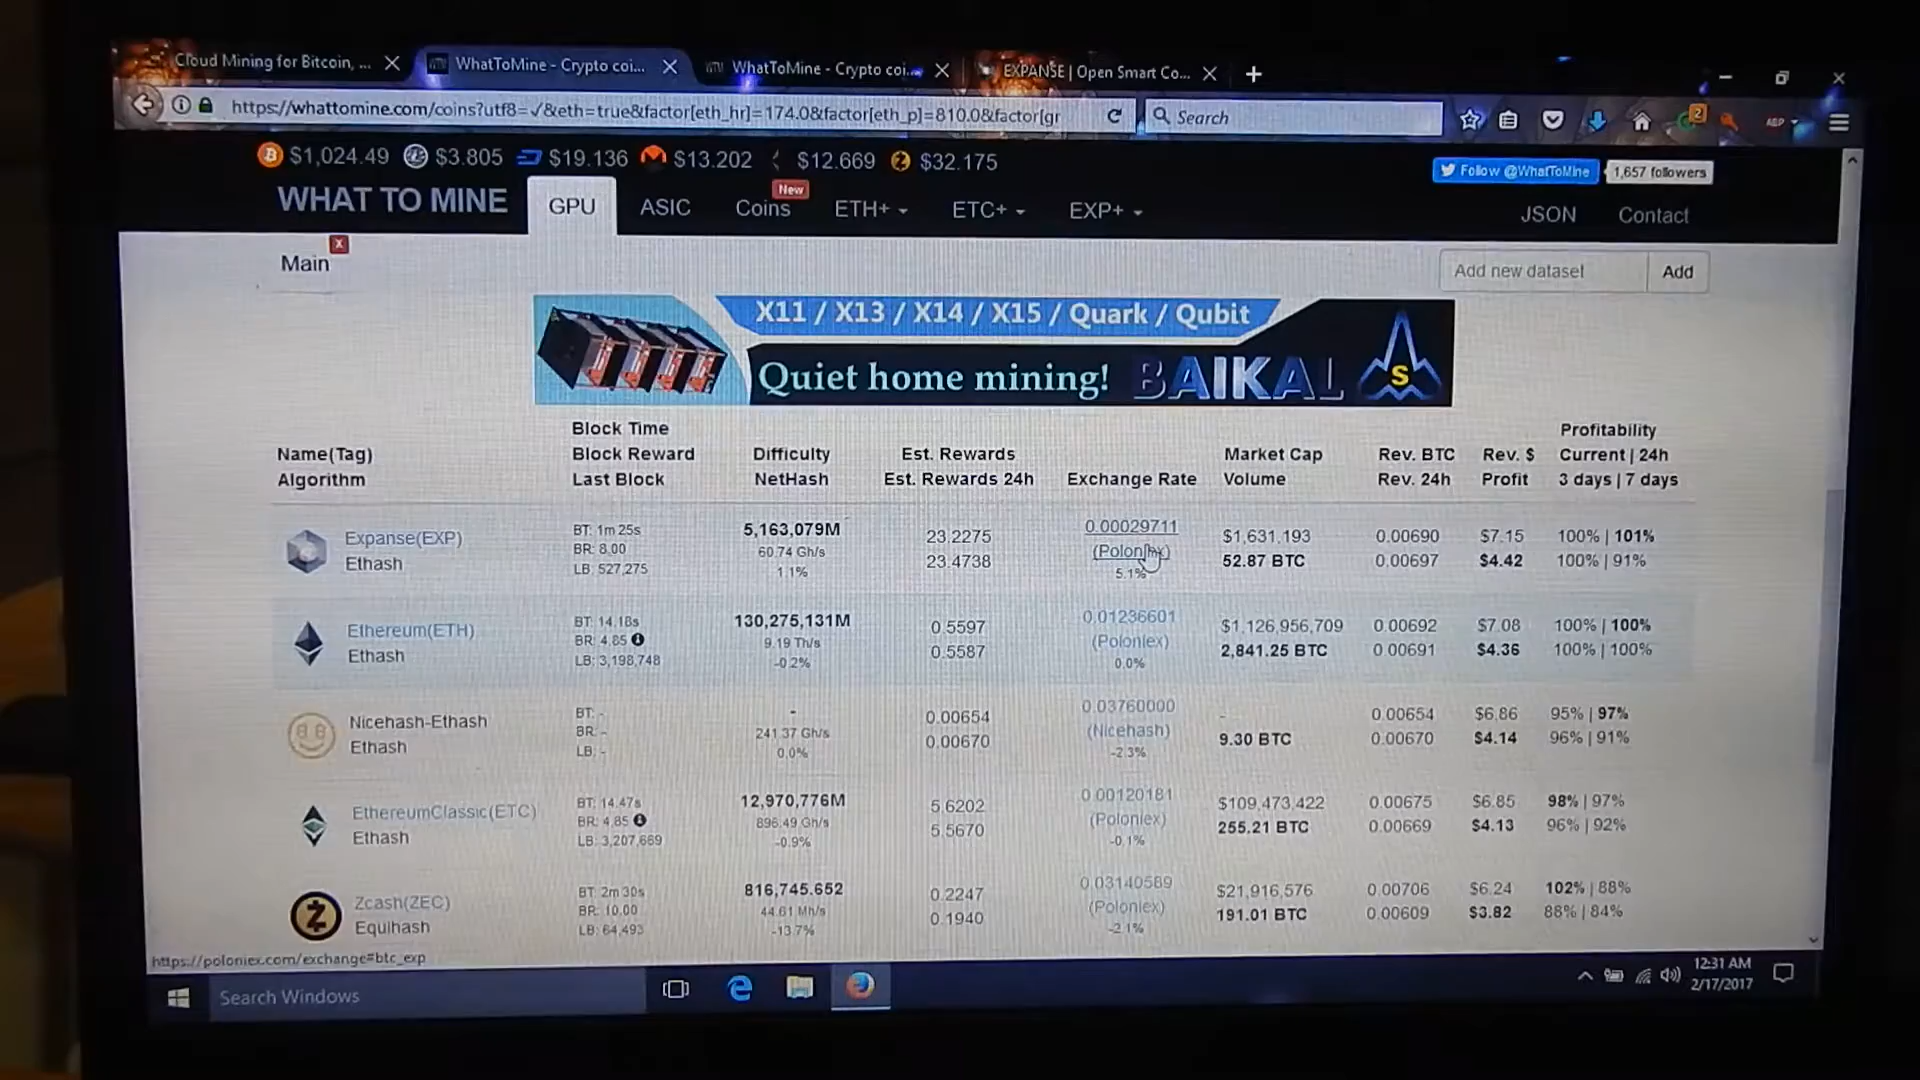 Cloud Mining for Bitcoin, ...
WhatToMine - Crypto coi...
WhatToMine - Crypto coi...
EXPANSE | Open Smart Co...
https://whattomine.com/coins?utf8=✓&eth=true&factor[eth_hr]=174.0&factor[eth_p]=810.0&factor[gr
Search
2
ABP
$1,024.49 $3.805 $19.136 $13.202 $12.669 $32.175
Follow @WhatToMine
1,657 followers
WHAT TO MINE
GPU
ASIC
Coins
New
ETH+
ETC+
EXP+
JSON
Contact
Main
x
Add new dataset
Add
X11 / X13 / X14 / X15 / Quark / Qubit
Quiet home mining! BAIKAL
S
Name(Tag)
Algorithm
Block Time
Block Reward
Last Block
Difficulty
NetHash
Est. Rewards
Est. Rewards 24h
Exchange Rate
Market Cap
Volume
Rev. BTC
Rev. 24h
Rev. $
Profit
Profitability
Current | 24h
3 days | 7 days
Expanse(EXP)
Ethash
BT: 1m 25s
BR: 8.00
LB: 527,275
5,163,079M
60.74 Gh/s
1.1%
23.2275
23.4738
0.00029711
(Poloniex)
5.1%
$1,631,193
52.87 BTC
0.00690
0.00697
$7.15
$4.42
100% | 101%
100% | 91%
Ethereum(ETH)
Ethash
BT: 14.18s
BR: 4.85
LB: 3,198,748
130,275,131M
9.19 Th/s
-0.2%
0.5597
0.5587
0.01236601
(Poloniex)
0.0%
$1,126,956,709
2,841.25 BTC
0.00692
0.00691
$7.08
$4.36
100% | 100%
100% | 100%
Nicehash-Ethash
Ethash
BT: -
BR: -
LB: -
-
241.37 Gh/s
0.0%
0.00654
0.00670
0.03760000
(Nicehash)
-2.3%
-
9.30 BTC
0.00654
0.00670
$6.86
$4.14
95% | 97%
96% | 91%
EthereumClassic(ETC)
Ethash
BT: 14.47s
BR: 4.85
LB: 3,207,669
12,970,776M
896.49 Gh/s
-0.9%
5.6202
5.5670
0.00120181
(Poloniex)
-0.1%
$109,473,422
255.21 BTC
0.00675
0.00669
$6.85
$4.13
98% | 97%
96% | 92%
Zcash(ZEC)
Equihash
BT: 2m 30s
BR: 10.00
LB: 64,493
816,745.652
44.61 Mh/s
-13.7%
0.2247
0.1940
0.03140589
(Poloniex)
-2.1%
$21,916,576
191.01 BTC
0.00706
0.00609
$6.24
$3.82
102% | 88%
88% | 84%
https://poloniex.com/exchange#btc_exp
Search Windows
12:31 AM
2/17/2017